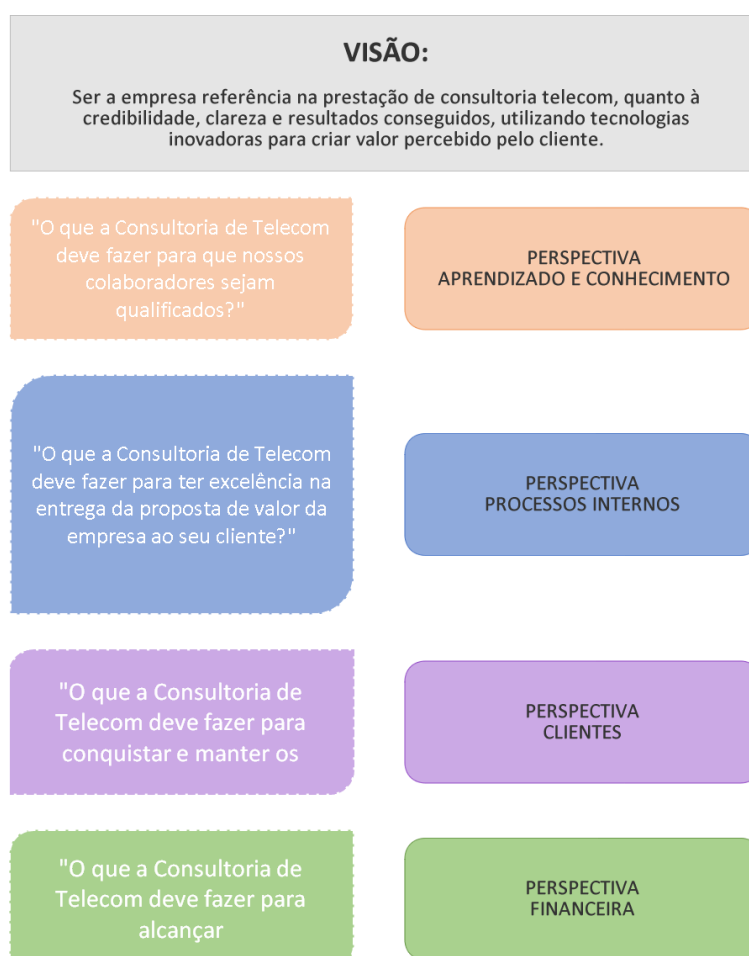 VISÃO:
Ser a empresa referência na prestação de consultoria telecom, quanto à
credibilidade, clareza e resultados conseguidos, utilizando tecnologias
inovadoras para criar valor percebido pelo cliente.
"O que a Consultoria de Telecom
deve fazer para que nossos
colaboradores sejam
qualificados?"
PERSPECTIVA
APRENDIZADO E CONHECIMENTO
"O que a Consultoria de Telecom
deve fazer para ter excelência na
entrega da proposta de valor da
empresa ao seu cliente?"
PERSPECTIVA
PROCESSOS INTERNOS
"O que a Consultoria de
Telecom deve fazer para
conquistar e manter os
PERSPECTIVA
CLIENTES
"O que a Consultoria de
Telecom deve fazer para
alcançar
PERSPECTIVA
FINANCEIRA